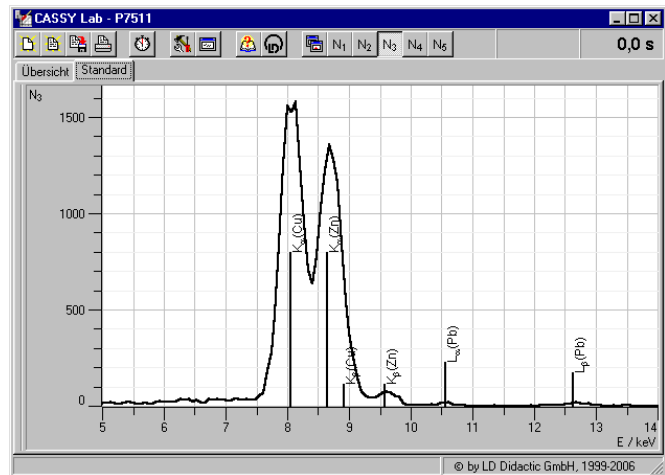 CASSY Lab - P7511
N₁ N₂ N₃ N₄ N₅ 0,0 s
Übersicht Standard
N₃
1500
1000
500
0
Kα(Cu)
Kα(Zn)
Kβ(Cu)
Kβ(Zn)
Lα(Pb)
Lβ(Pb)
5 6 7 8 9 10 11 12 13 14
E / keV
© by LD Didactic GmbH, 1999-2006